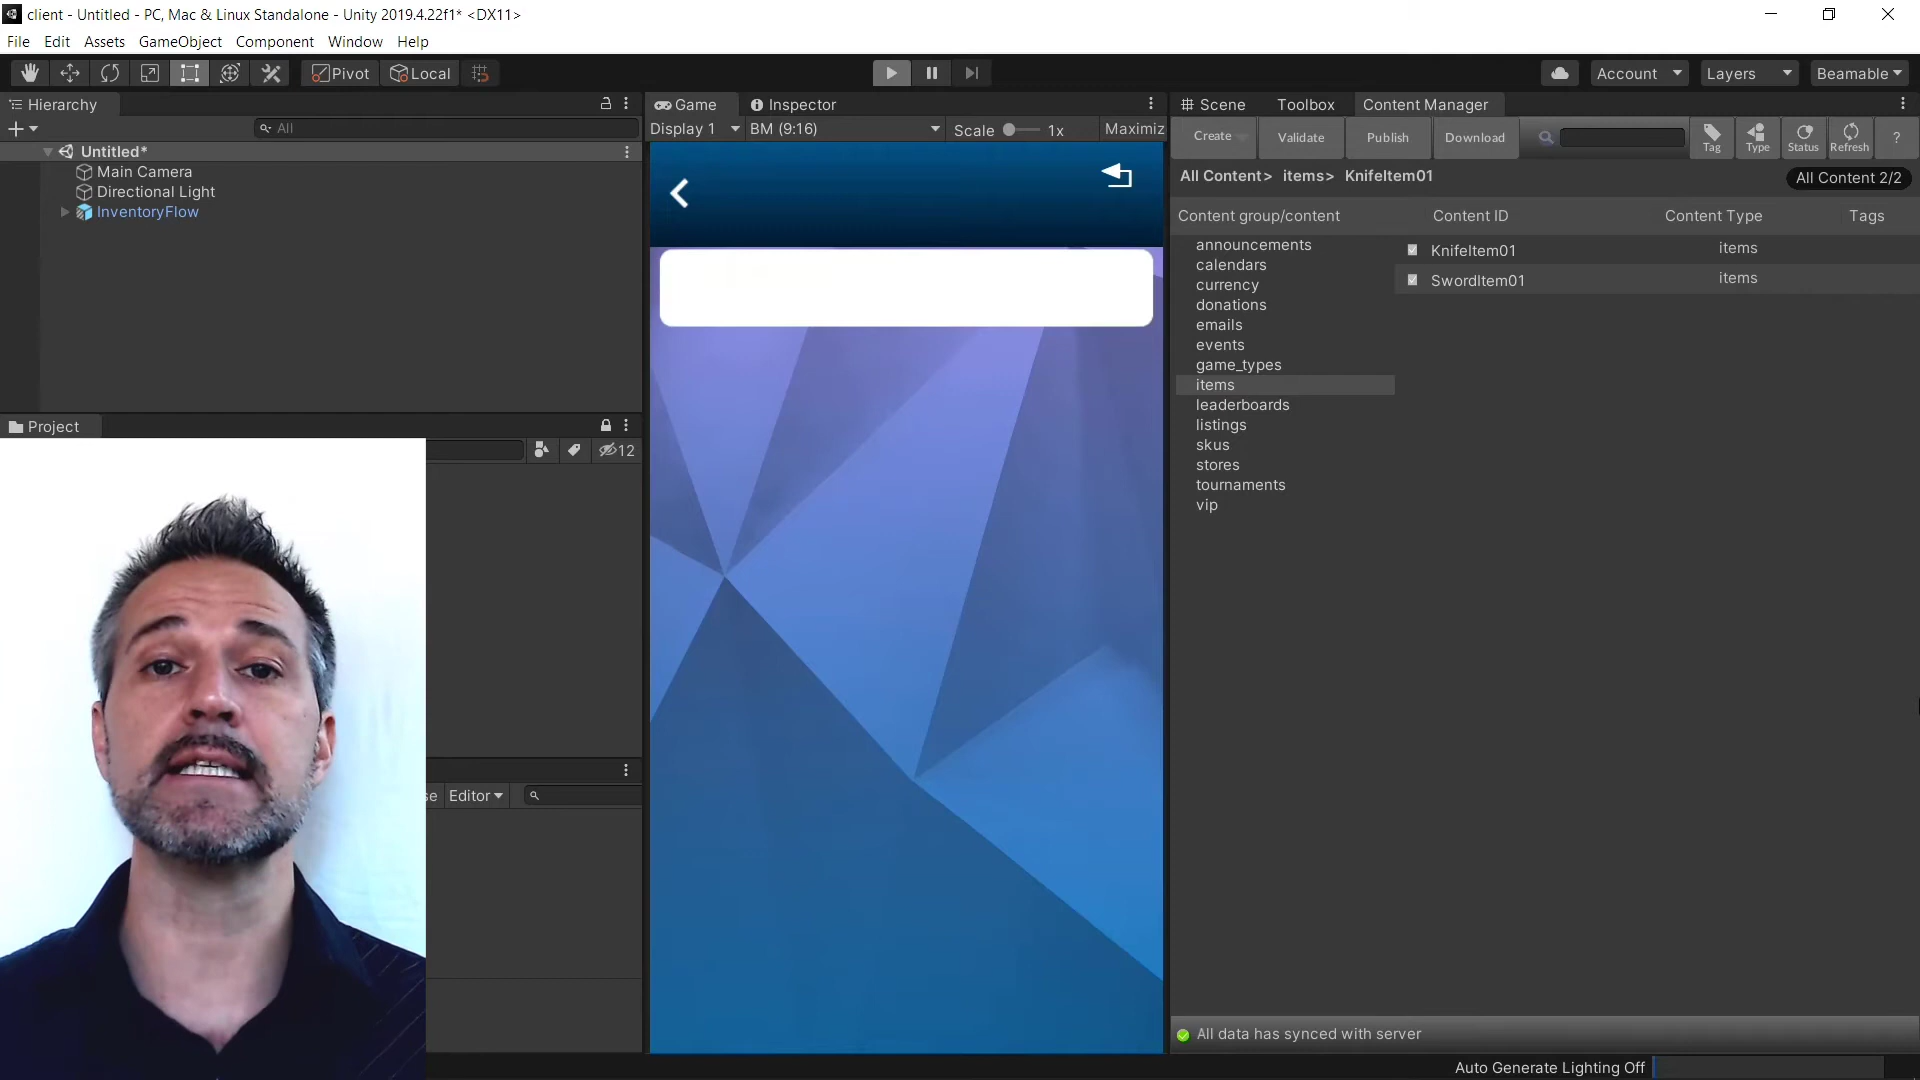 client - Untitled - PC, Mac & Linux Standalone - Unity 2019.4.22f1* <DX11>
File Edit Assets GameObject Component Window Help
Pivot Local
Account Layers Beamable
Hierarchy
All
Untitled*
Main Camera
Directional Light
InventoryFlow
Project
12
Editor
Game Inspector
Display 1 BM (9:16) Scale 1x Maximiz
Scene Toolbox Content Manager
Create Validate Publish Download Tag Type Status Refresh ?
All Content> items> KnifeItem01 All Content 2/2
Content group/content Content ID Content Type Tags
announcements
calendars
currency
donations
emails
events
game_types
items
leaderboards
listings
skus
stores
tournaments
vip
KnifeItem01 items
SwordItem01 items
All data has synced with server
Auto Generate Lighting Off